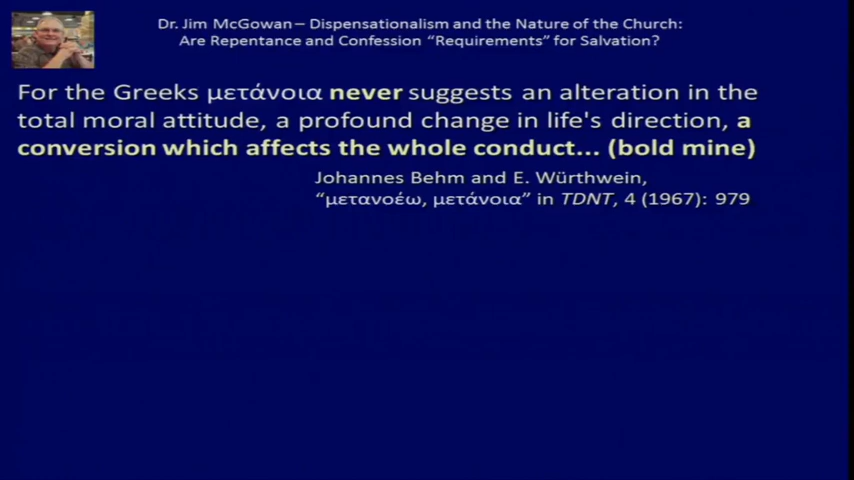 Dr. Jim McGowan – Dispensationalism and the Nature of the Church:
Are Repentance and Confession “Requirements” for Salvation?
For the Greeks μετάνοια never suggests an alteration in the
total moral attitude, a profound change in life's direction, a
conversion which affects the whole conduct... (bold mine)
Johannes Behm and E. Würthwein,
“μετανοέω, μετάνοια” in TDNT, 4 (1967): 979